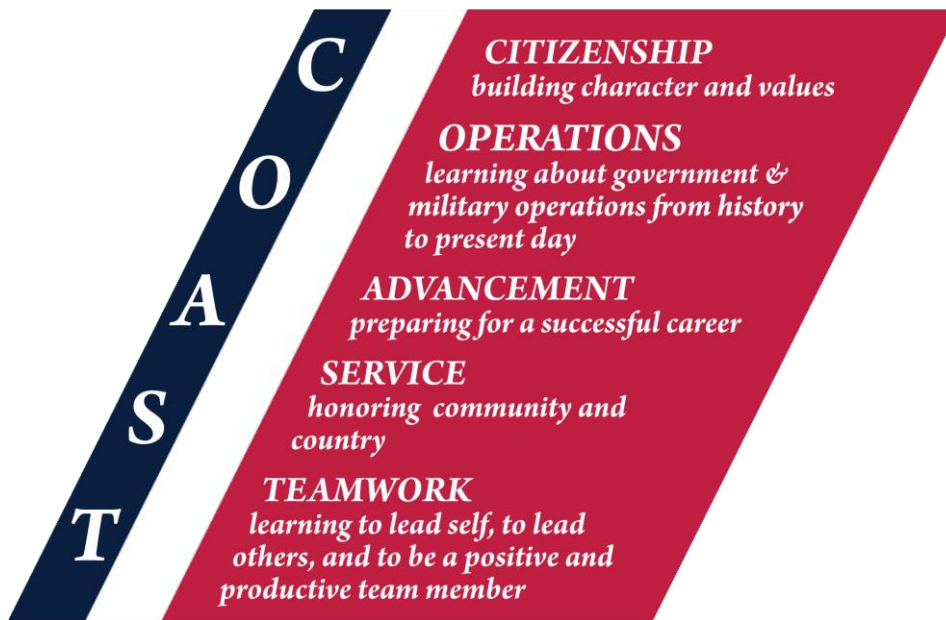 C
O
A
S
T
CITIZENSHIP
building character and values
OPERATIONS
learning about government &
military operations from history
to present day
ADVANCEMENT
preparing for a successful career
SERVICE
honoring community and
country
TEAMWORK
learning to lead self, to lead
others, and to be a positive and
productive team member